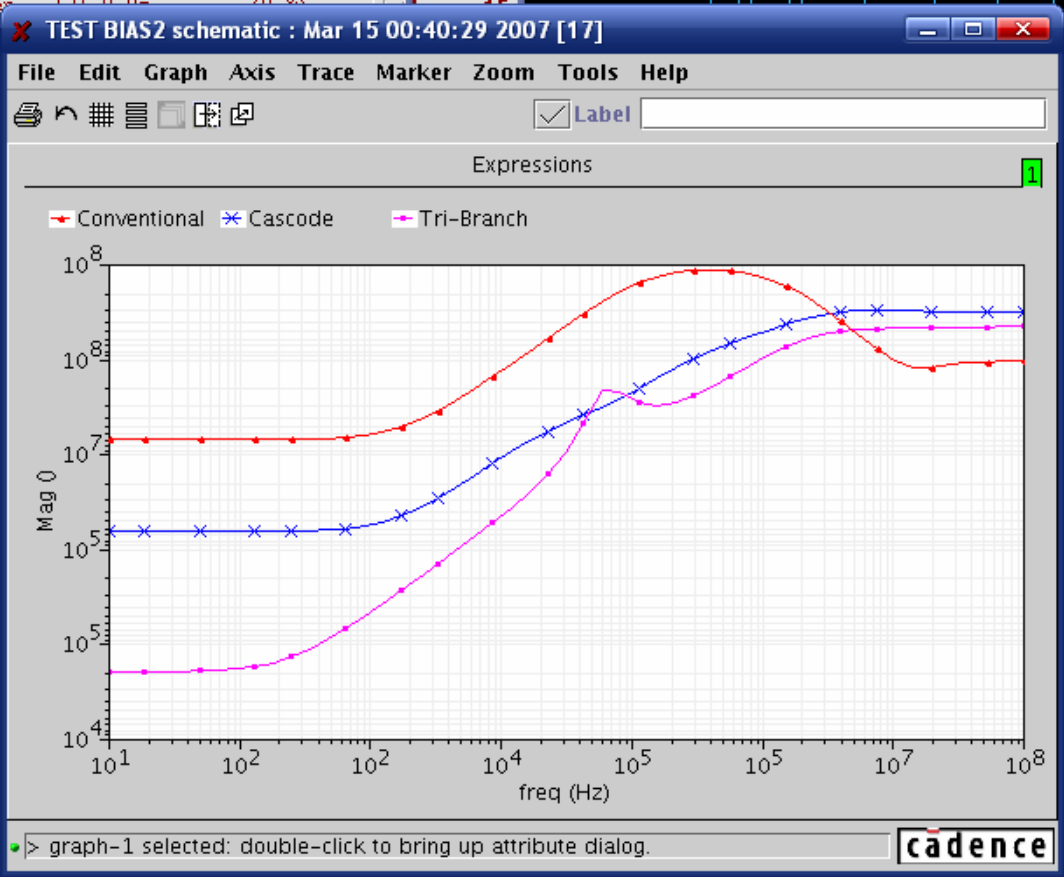 TEST BIAS2 schematic : Mar 15 00:40:29 2007 [17]
File Edit Graph Axis Trace Marker Zoom Tools Help
Label
Expressions
1
Conventional Cascode Tri-Branch
10^8
10^8
10^7
10^5
10^5
10^4
Mag ()
10^1 10^2 10^2 10^4 10^5 10^5 10^7 10^8
freq (Hz)
> graph-1 selected: double-click to bring up attribute dialog.
cādence